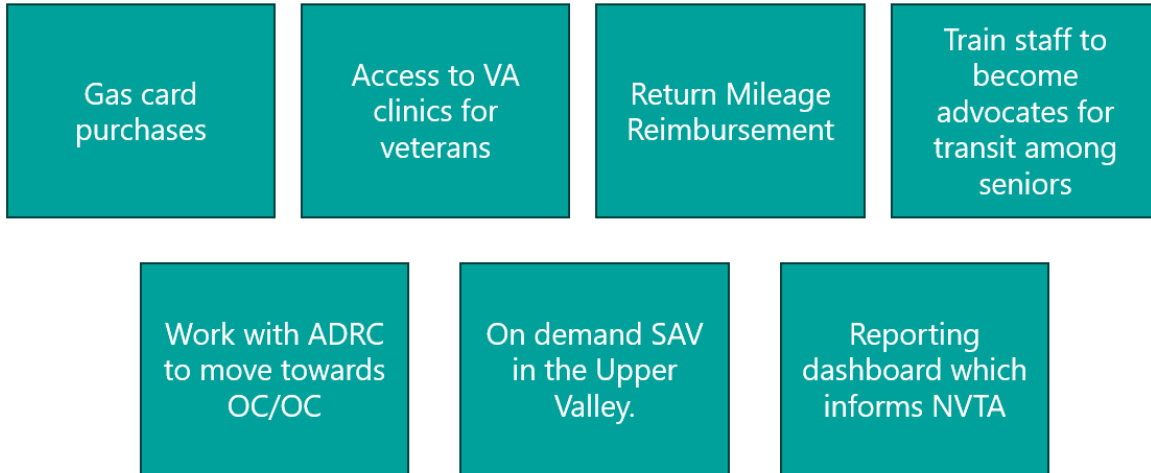 Gas card
purchases
Access to VA
clinics for
veterans
Return Mileage
Reimbursement
Train staff to
become
advocates for
transit among
seniors
Work with ADRC
to move towards
OC/OC
On demand SAV
in the Upper
Valley.
Reporting
dashboard which
informs NVTA